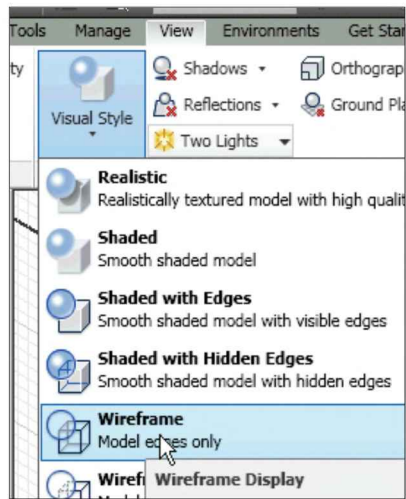 Tools Manage View Environments Get Star
ty Shadows Orthograp
Visual Style Reflections Ground Pla
Two Lights
Realistic
Realistically textured model with high qualit
Shaded
Smooth shaded model
Shaded with Edges
Smooth shaded model with visible edges
Shaded with Hidden Edges
Smooth shaded model with hidden edges
Wireframe
Model edges only
Wirefr Wireframe Display